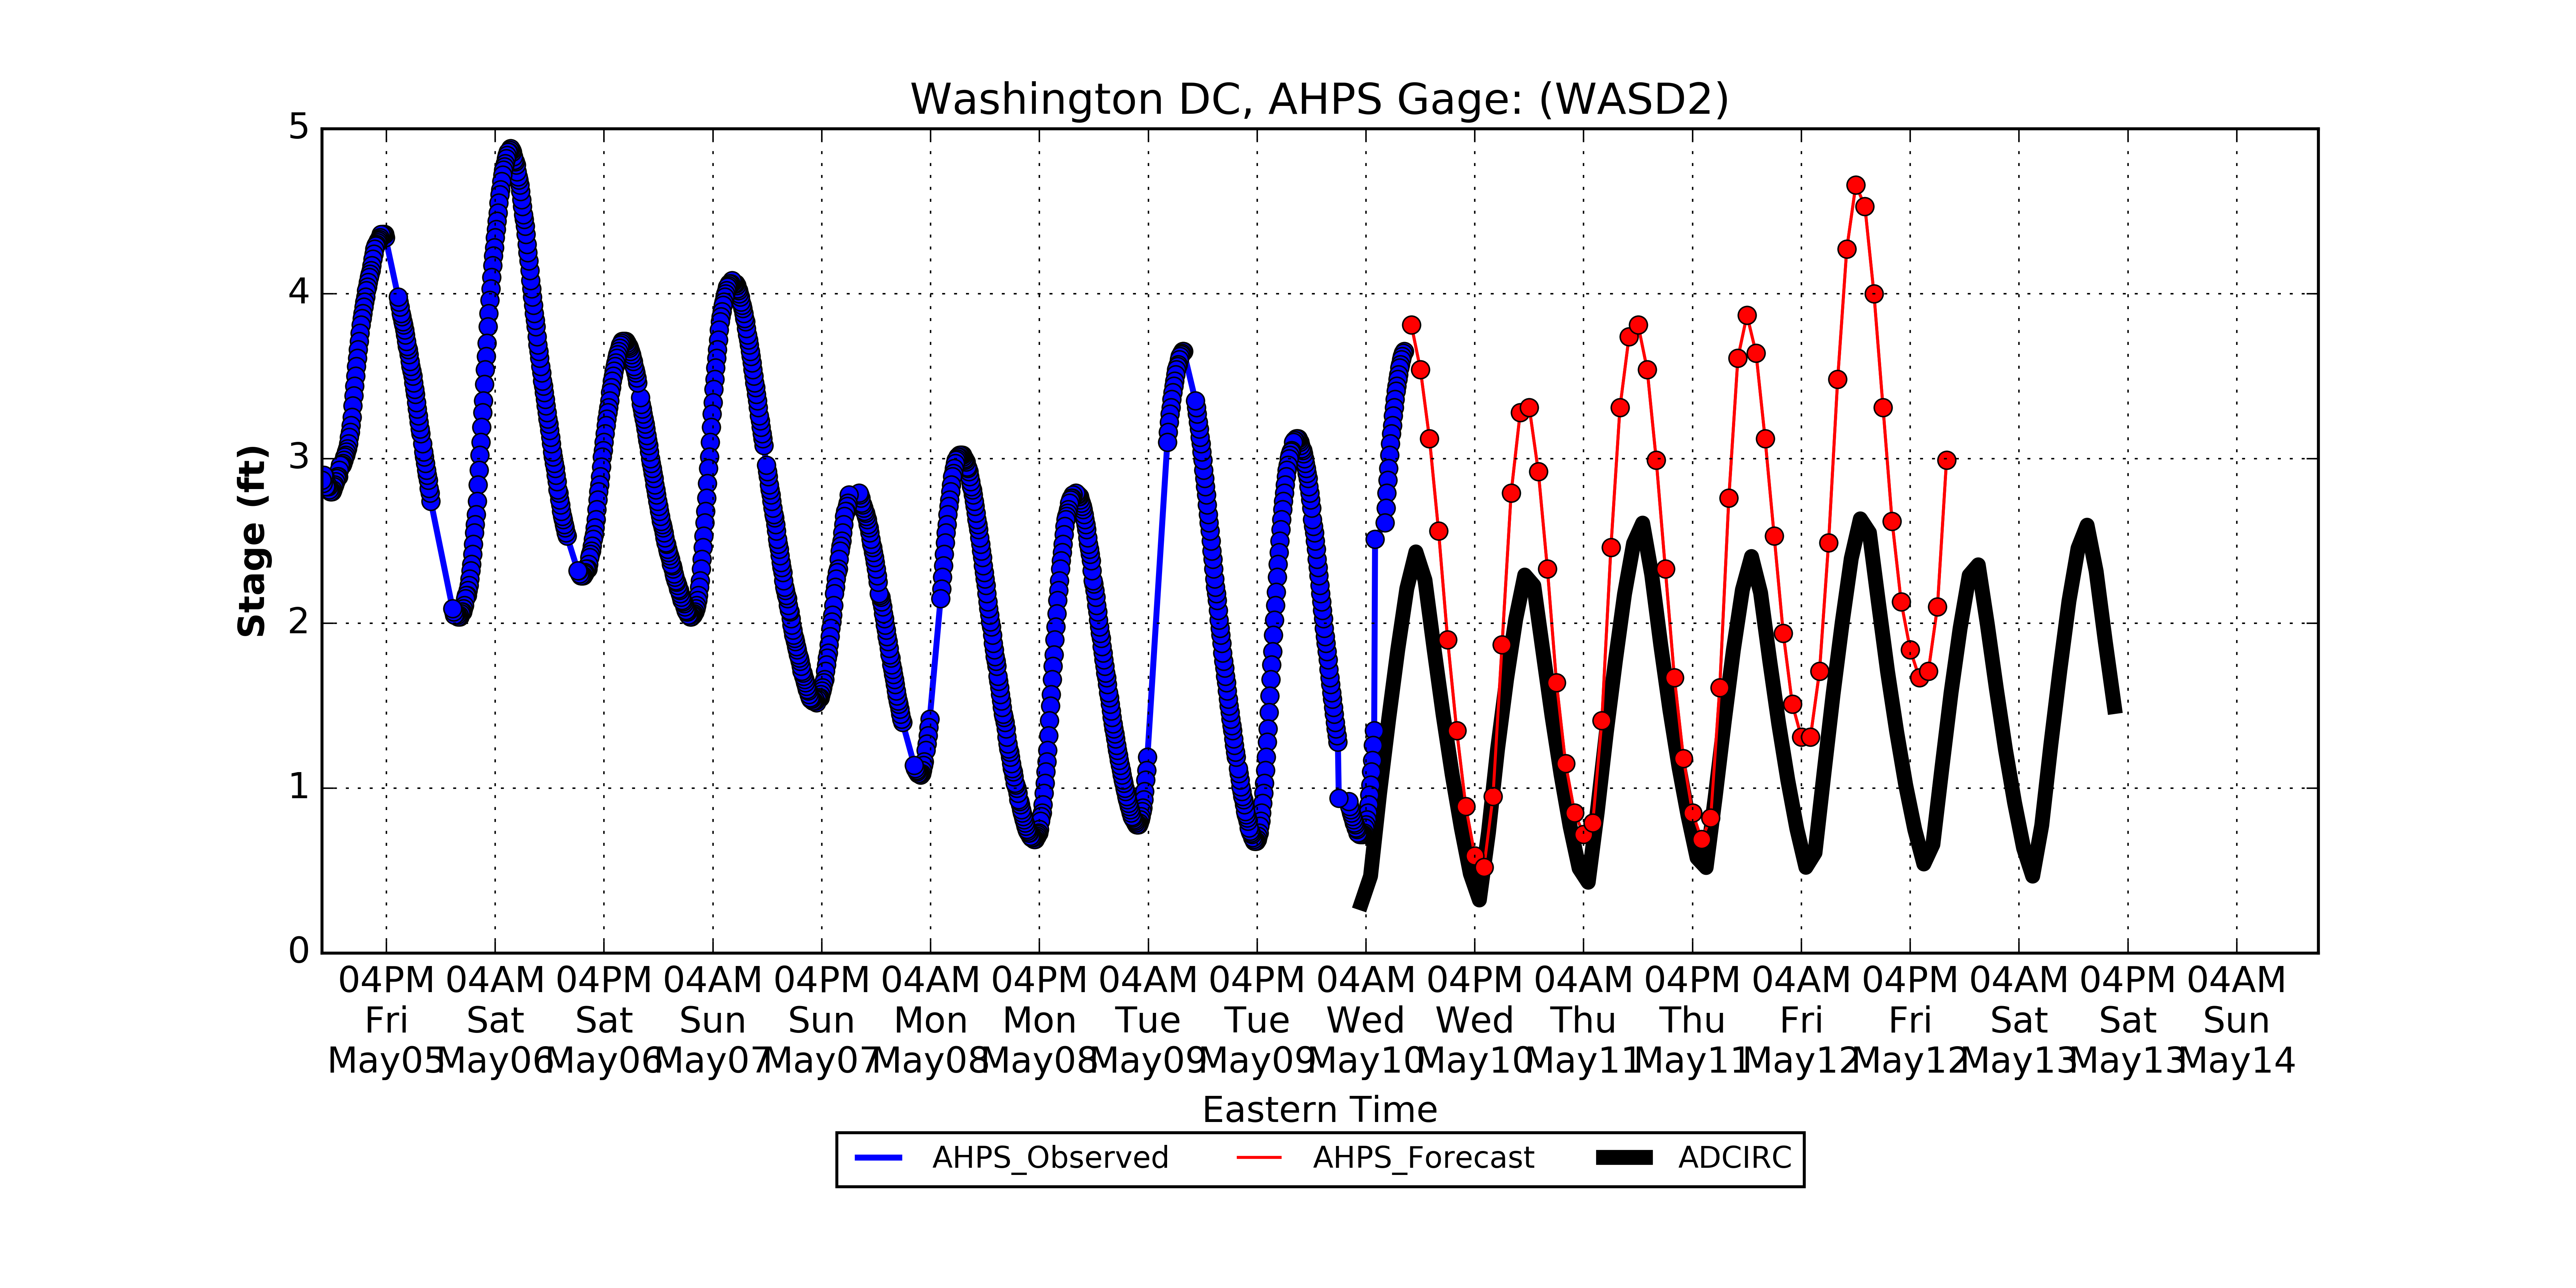 Washington DC, AHPS Gage: (WASD2)
5
4
3
2
1
0
Stage (ft)
04PM 04AM 04PM 04AM 04PM 04AM 04PM 04AM 04PM 04AM 04PM 04AM 04PM 04AM 04PM 04AM 04PM 04AM
Fri Sat Sat Sun Sun Mon Mon Tue Tue Wed Wed Thu Thu Fri Fri Sat Sat Sun
May05 May06 May06 May07 May07 May08 May08 May09 May09 May10 May10 May11 May11 May12 May12 May13 May13 May14
Eastern Time
AHPS_Observed AHPS_Forecast ADCIRC